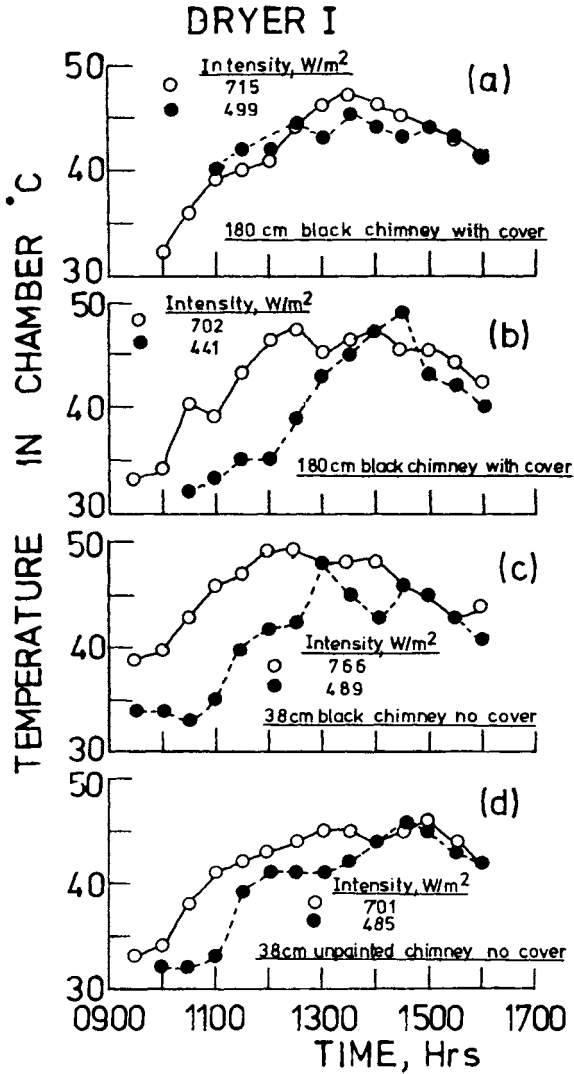 DRYER I
TEMPERATURE IN CHAMBER °C
50
40
30
Intensity, W/m²
715
499
(a)
180 cm black chimney with cover
50
40
30
Intensity, W/m²
702
441
(b)
180cm black chimney with cover
50
40
30
(c)
Intensity, W/m²
766
489
38cm black chimney no cover
50
40
30
(d)
Intensity, W/m²
701
485
38cm unpainted chimney no cover
0900 1100 1300 1500 1700
TIME, Hrs